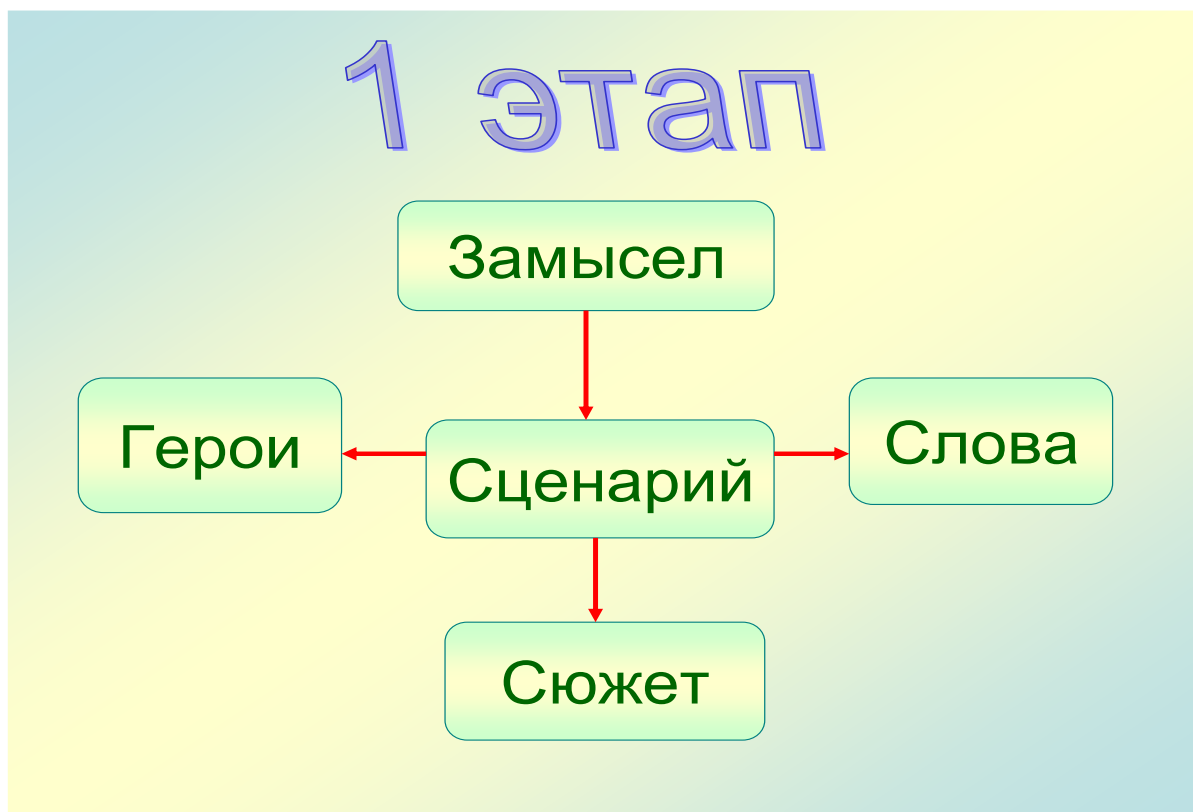 1 этап
Замысел
Герои
Сценарий
Слова
Сюжет